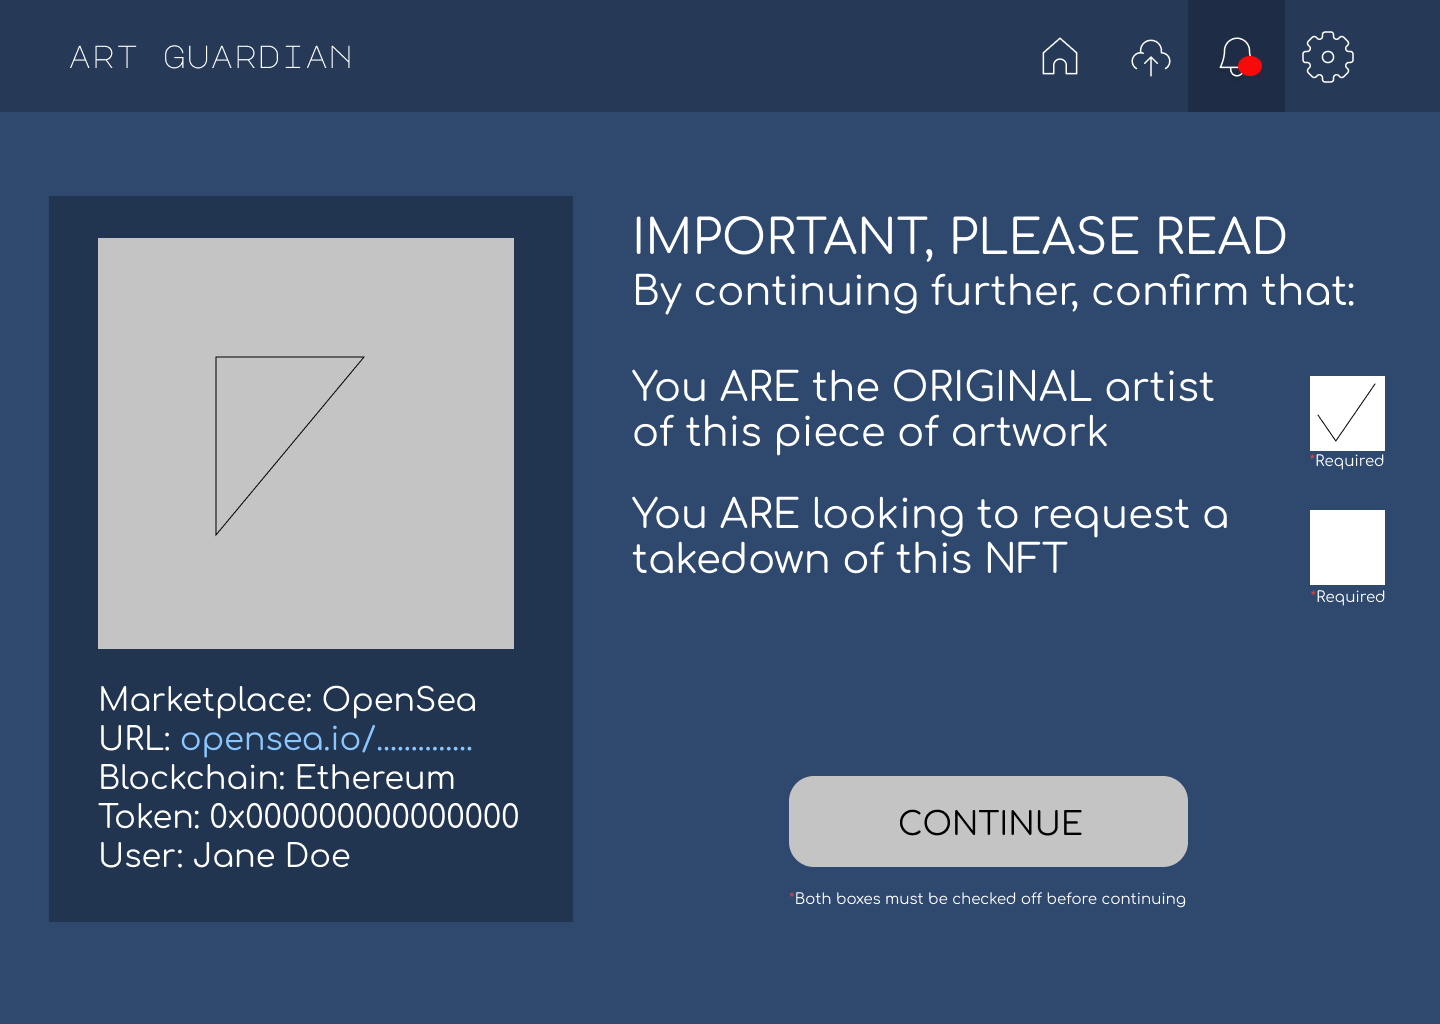 ART GUARDIAN
IMPORTANT, PLEASE READ
By continuing further, confirm that:
You ARE the ORIGINAL artist
of this piece of artwork
*Required
You ARE looking to request a
takedown of this NFT
*Required
Marketplace: OpenSea
URL: opensea.io/..............
Blockchain: Ethereum
Token: 0x000000000000000
User: Jane Doe
CONTINUE
*Both boxes must be checked off before continuing